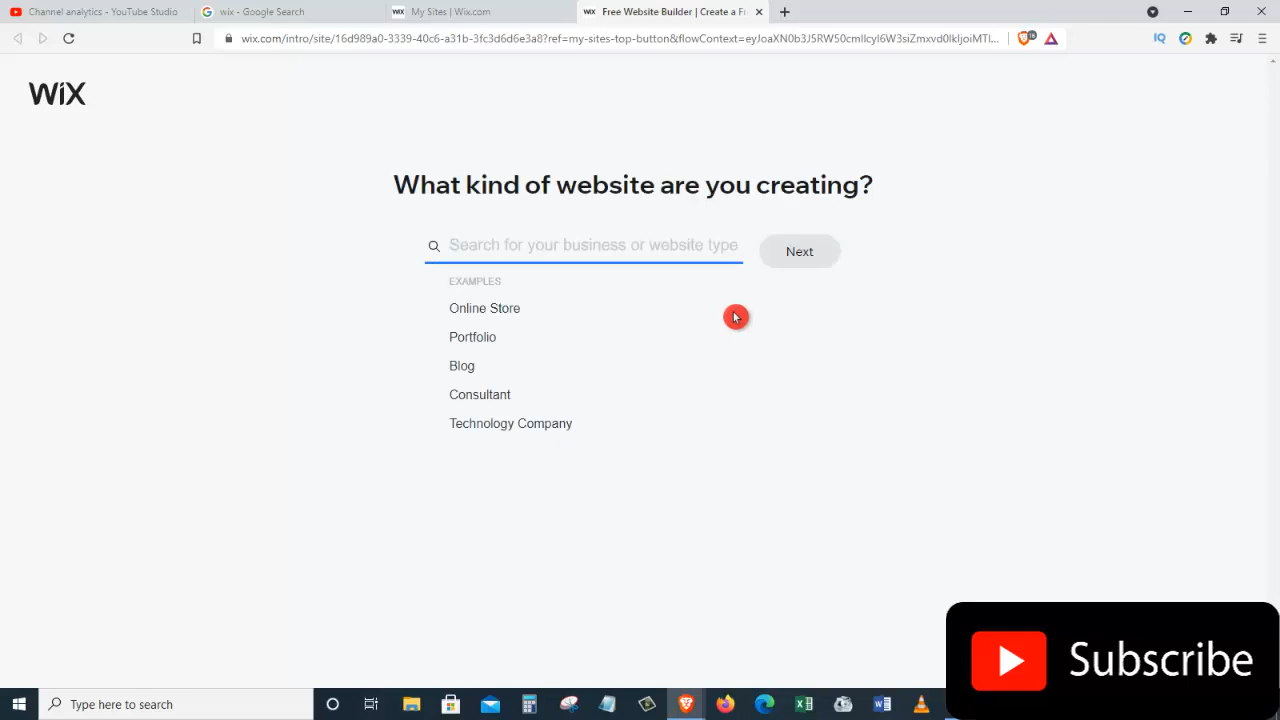 Channel analytics - YouTube Studio
wix - Google Search
WiX My Sites | Wix.com
WiX Free Website Builder | Create a Fr
wix.com/intro/site/16d989a0-3339-40c6-a31b-3fc3d6d6e3a8?ref=my-sites-top-button&flowContext=
IQ
WiX
What kind of website are you creating?
Search for your business or website type
Next
EXAMPLES
Online Store
Portfolio
Blog
Consultant
Technology Company
Subscribe
Type here to search